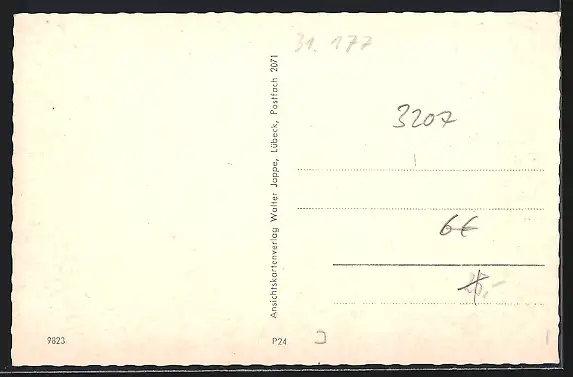 31. 177
3207
6€
Ansichtskartenverlag Walter Jappe, Lübeck, Postfach 2071
9823
P24